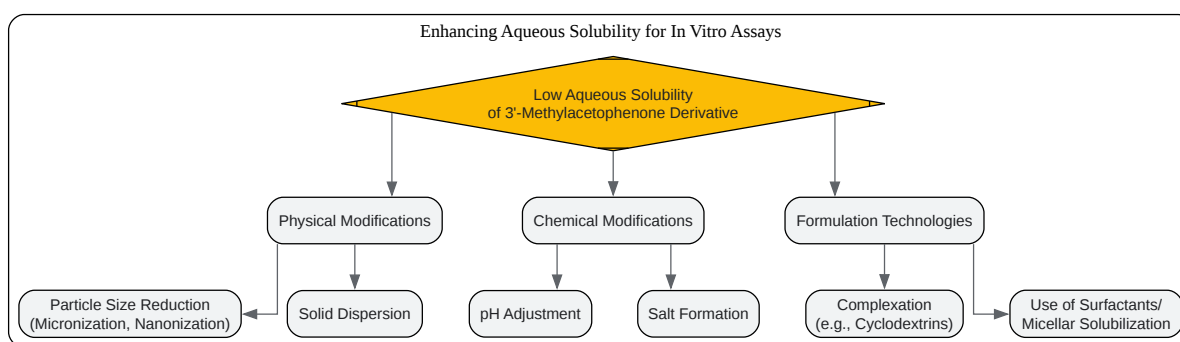 Enhancing Aqueous Solubility for In Vitro Assays
Low Aqueous Solubility
of 3'-Methylacetophenone Derivative
Physical Modifications
Chemical Modifications
Formulation Technologies
Particle Size Reduction
(Micronization, Nanonization)
Solid Dispersion
pH Adjustment
Salt Formation
Complexation
(e.g., Cyclodextrins)
Use of Surfactants/
Micellar Solubilization